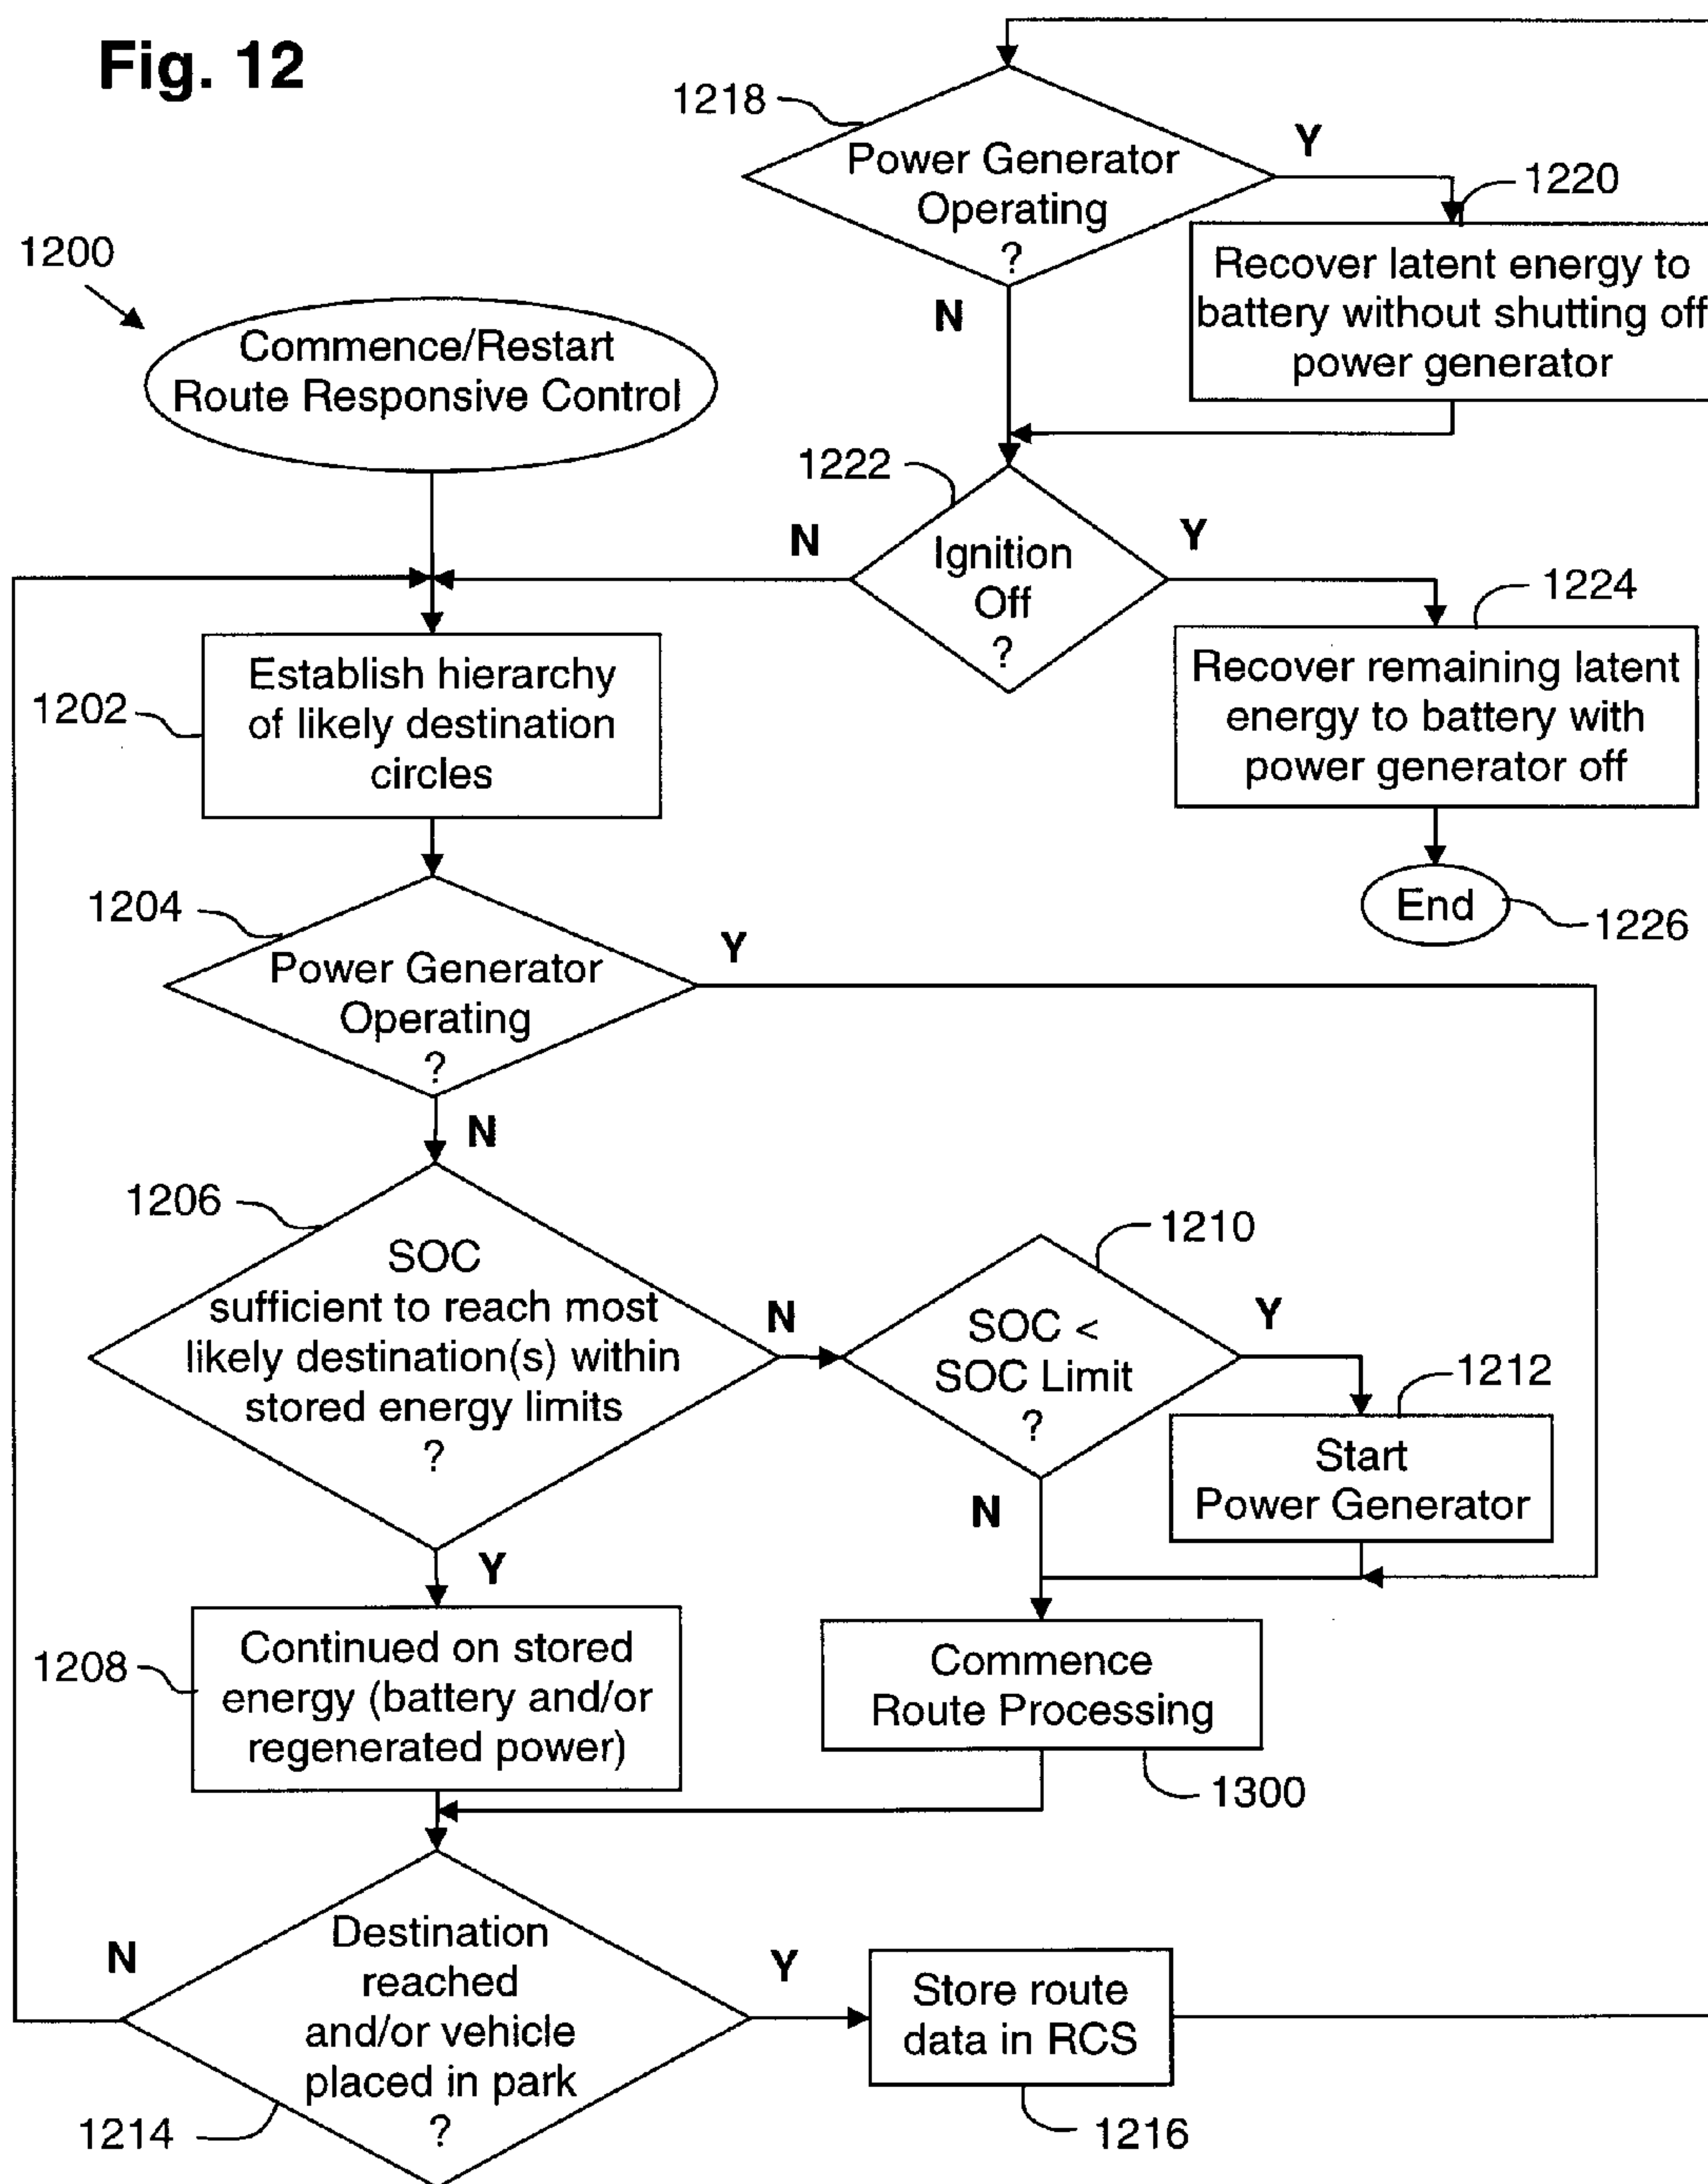 Fig. 12
1218
Power Generator
Operating
?
Y
N
1220
Recover latent energy to
battery without shutting off
power generator
1200
Commence/Restart
Route Responsive Control
1222
Ignition
Off
?
N
Y
1224
Recover remaining latent
energy to battery with
power generator off
End
1226
1202
Establish hierarchy
of likely destination
circles
1204
Power Generator
Operating
?
Y
N
1206
SOC
sufficient to reach most
likely destination(s) within
stored energy limits
?
N
Y
1210
SOC <
SOC Limit
?
Y
N
1212
Start
Power Generator
1208
Continued on stored
energy (battery and/or
regenerated power)
Commence
Route Processing
1300
1214
Destination
reached
and/or vehicle
placed in park
?
N
Y
Store route
data in RCS
1216